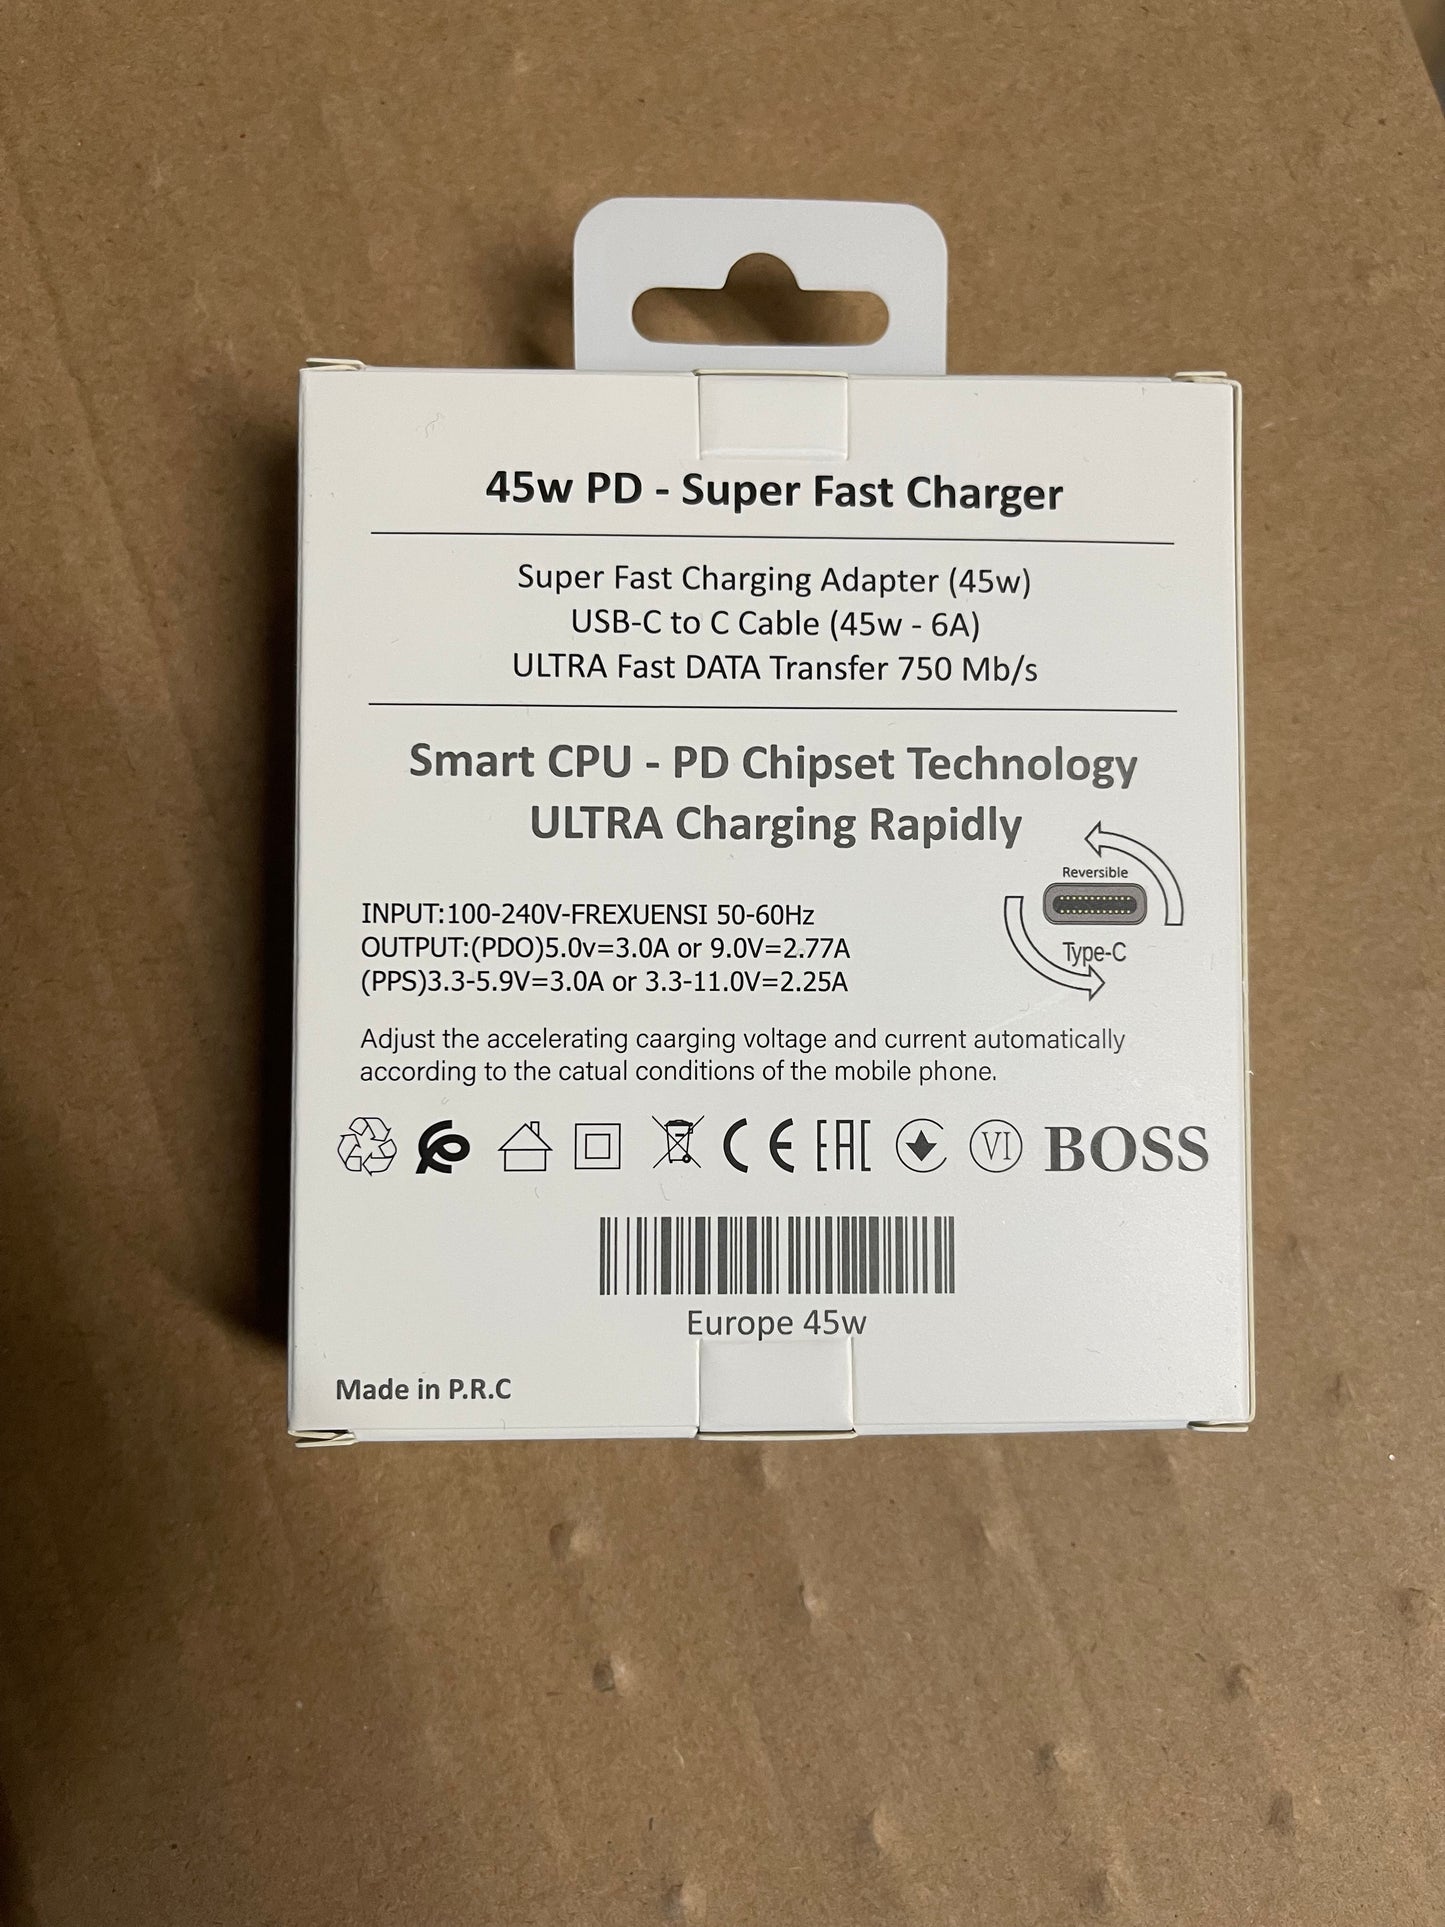 45w PD - Super Fast Charger
Super Fast Charging Adapter (45w)
USB-C to C Cable (45w - 6A)
ULTRA Fast DATA Transfer 750 Mb/s
Smart CPU - PD Chipset Technology
ULTRA Charging Rapidly
Reversible
Type-C
INPUT:100-240V-FREXUENSI 50-60Hz
OUTPUT:(PDO)5.0v=3.0A or 9.0V=2.77A
(PPS)3.3-5.9V=3.0A or 3.3-11.0V=2.25A
Adjust the accelerating caarging voltage and current automatically
according to the catual conditions of the mobile phone.
CE EAC VI BOSS
Europe 45w
Made in P.R.C